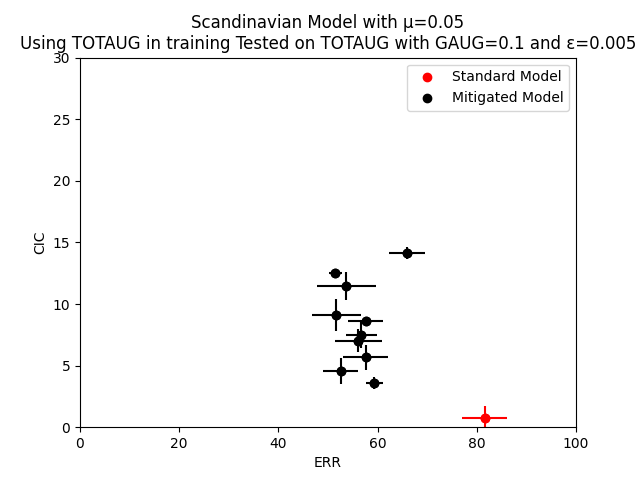 Scandinavian Model with μ=0.05
Using TOTAUG in training Tested on TOTAUG with GAUG=0.1 and ε=0.005
30
Standard Model
Mitigated Model
25
20
15
CIC
10
5
0
0 20 40 60 80 100
ERR